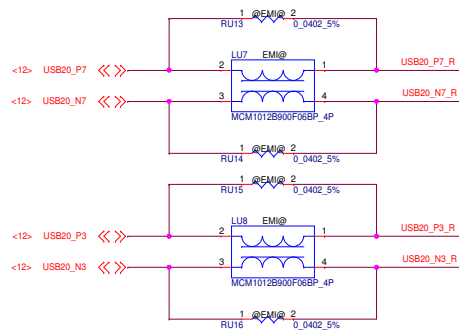 1 @EMI@ 2
RU13 0_0402_5%
LU7 EMI@
<12> USB20_P7 2 1 USB20_P7_R
<12> USB20_N7 3 4 USB20_N7_R
MCM1012B900F06BP_4P
1 @EMI@ 2
RU14 0_0402_5%
1 @EMI@ 2
RU15 0_0402_5%
LU8 EMI@
<12> USB20_P3 2 1 USB20_P3_R
<12> USB20_N3 3 4 USB20_N3_R
MCM1012B900F06BP_4P
1 @EMI@ 2
RU16 0_0402_5%